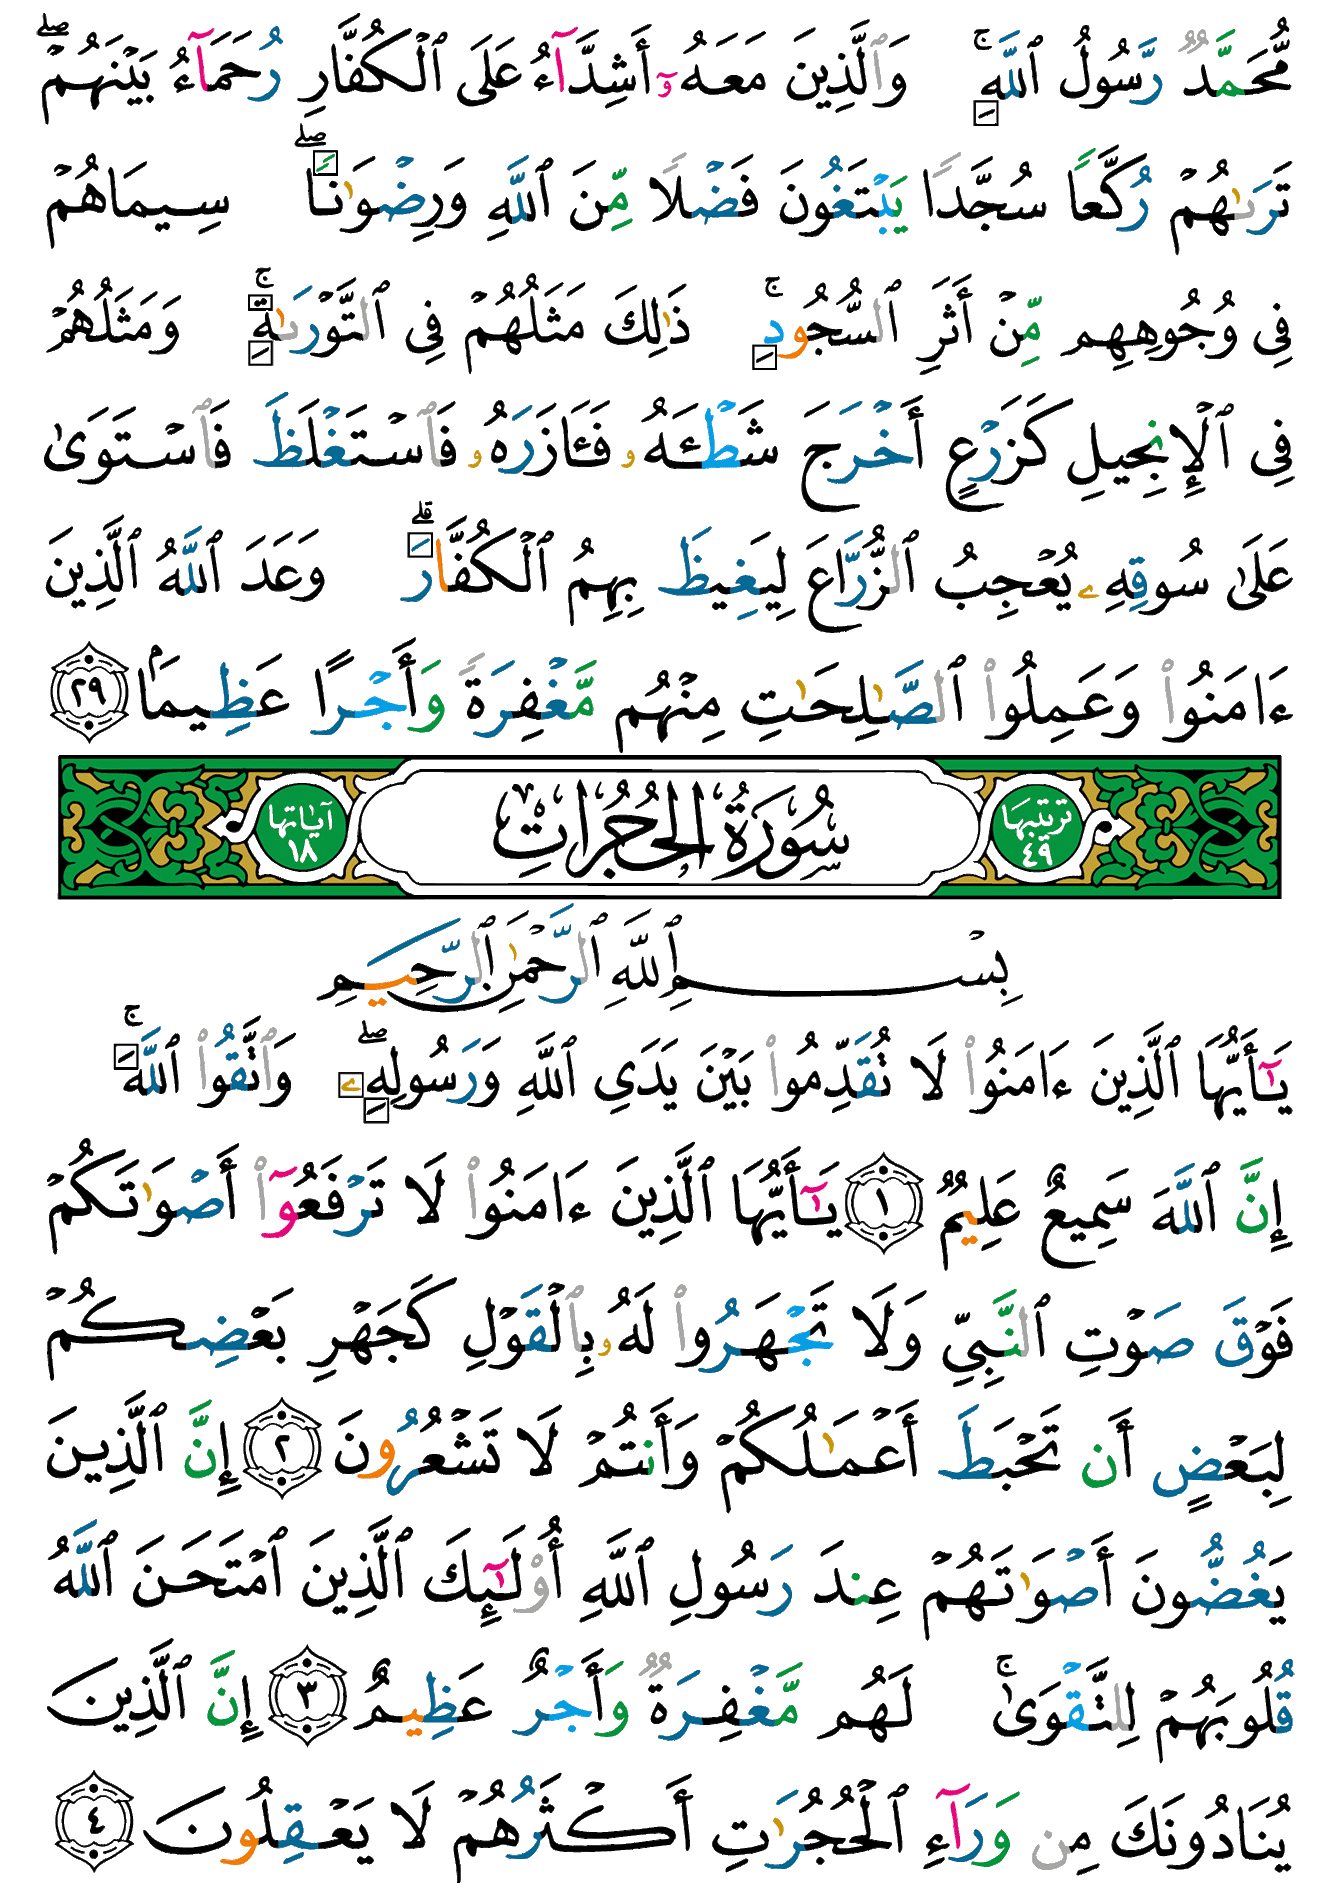 مُّحَمَّدٌ رَّسُولُ ٱللَّهِۚ وَٱلَّذِينَ مَعَهُۥٓ أَشِدَّآءُ عَلَى ٱلْكُفَّارِ رُحَمَآءُ بَيْنَهُمْۖ
تَرَىٰهُمْ رُكَّعًا سُجَّدًا يَبْتَغُونَ فَضْلًا مِّنَ ٱللَّهِ وَرِضْوَٰنًاۖ سِيمَاهُمْ
فِى وُجُوهِهِم مِّنْ أَثَرِ ٱلسُّجُودِۚ ذَٰلِكَ مَثَلُهُمْ فِى ٱلتَّوْرَىٰةِۚ وَمَثَلُهُمْ
فِى ٱلْإِنجِيلِ كَزَرْعٍ أَخْرَجَ شَطْـَٔهُۥ فَـَٔازَرَهُۥ فَٱسْتَغْلَظَ فَٱسْتَوَىٰ
عَلَىٰ سُوقِهِۦ يُعْجِبُ ٱلزُّرَّاعَ لِيَغِيظَ بِهِمُ ٱلْكُفَّارَۗ وَعَدَ ٱللَّهُ ٱلَّذِينَ
ءَامَنُوا۟ وَعَمِلُوا۟ ٱلصَّـٰلِحَـٰتِ مِنْهُم مَّغْفِرَةً وَأَجْرًا عَظِيمًۢا ٢٩
ترتيبها ٤٩ سُورَةُ الحُجُرَاتِ آياتها ١٨
بِسْمِ ٱللَّهِ ٱلرَّحْمَـٰنِ ٱلرَّحِيمِ
يَـٰٓأَيُّهَا ٱلَّذِينَ ءَامَنُوا۟ لَا تُقَدِّمُوا۟ بَيْنَ يَدَىِ ٱللَّهِ وَرَسُولِهِۦۖ وَٱتَّقُوا۟ ٱللَّهَۚ
إِنَّ ٱللَّهَ سَمِيعٌ عَلِيمٌ ١ يَـٰٓأَيُّهَا ٱلَّذِينَ ءَامَنُوا۟ لَا تَرْفَعُوٓا۟ أَصْوَٰتَكُمْ
فَوْقَ صَوْتِ ٱلنَّبِىِّ وَلَا تَجْهَرُوا۟ لَهُۥ بِٱلْقَوْلِ كَجَهْرِ بَعْضِكُمْ
لِبَعْضٍ أَن تَحْبَطَ أَعْمَـٰلُكُمْ وَأَنتُمْ لَا تَشْعُرُونَ ٢ إِنَّ ٱلَّذِينَ
يَغُضُّونَ أَصْوَٰتَهُمْ عِندَ رَسُولِ ٱللَّهِ أُو۟لَـٰٓئِكَ ٱلَّذِينَ ٱمْتَحَنَ ٱللَّهُ
قُلُوبَهُمْ لِلتَّقْوَىٰۚ لَهُم مَّغْفِرَةٌ وَأَجْرٌ عَظِيمٌ ٣ إِنَّ ٱلَّذِينَ
يُنَادُونَكَ مِن وَرَآءِ ٱلْحُجُرَٰتِ أَكْثَرُهُمْ لَا يَعْقِلُونَ ٤